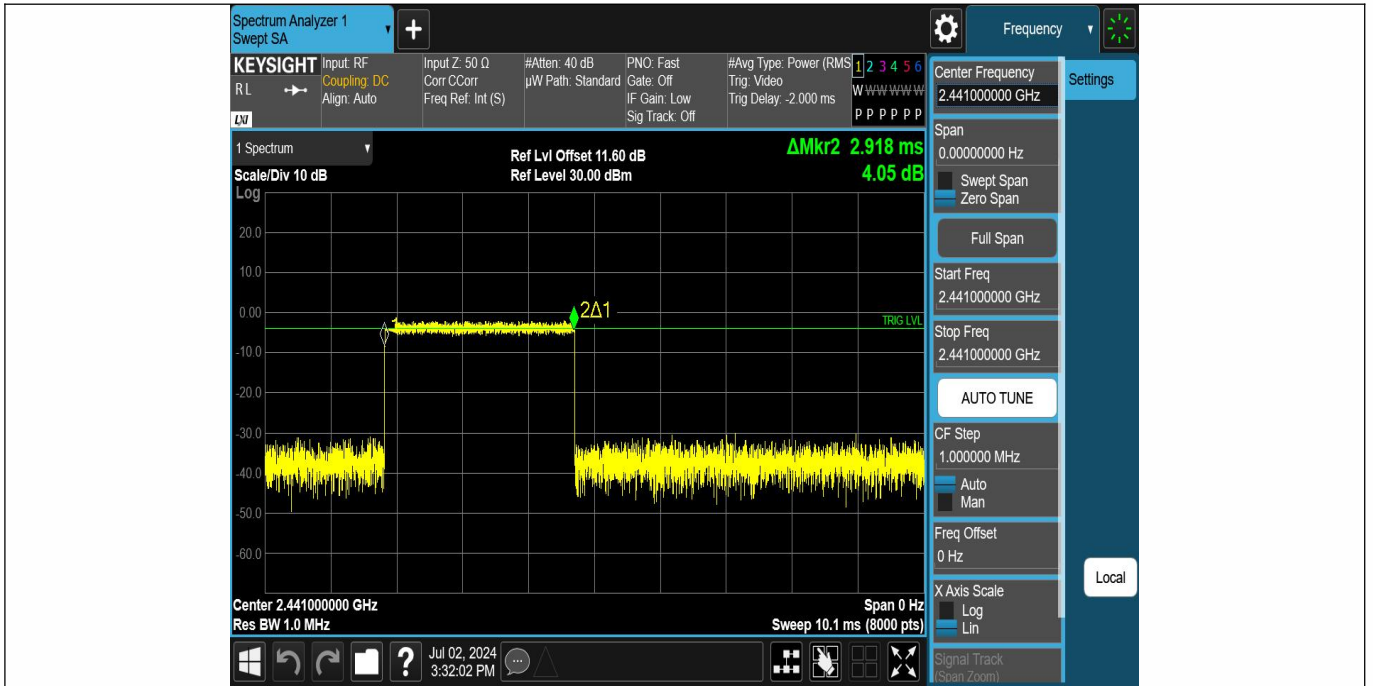 Spectrum Analyzer 1
Swept SA
+
Frequency
KEYSIGHT
RL
LXI
Input: RF
Coupling: DC
Align: Auto
Input Z: 50 Ω
Corr CCorr
Freq Ref: Int (S)
#Atten: 40 dB
µW Path: Standard
PNO: Fast
Gate: Off
IF Gain: Low
Sig Track: Off
#Avg Type: Power (RMS
Trig: Video
Trig Delay: -2.000 ms
1 2 3 4 5 6
W W W W W W
P P P P P P
1 Spectrum
Scale/Div 10 dB
Ref Lvl Offset 11.60 dB
Ref Level 30.00 dBm
ΔMkr2 2.918 ms
4.05 dB
Log
20.0
10.0
0.00
-10.0
-20.0
-30.0
-40.0
-50.0
-60.0
1
2Δ1
TRIG LVL
Center 2.441000000 GHz
Res BW 1.0 MHz
Span 0 Hz
Sweep 10.1 ms (8000 pts)
Center Frequency
2.441000000 GHz
Settings
Span
0.00000000 Hz
Swept Span
Zero Span
Full Span
Start Freq
2.441000000 GHz
Stop Freq
2.441000000 GHz
AUTO TUNE
CF Step
1.000000 MHz
Auto
Man
Freq Offset
0 Hz
X Axis Scale
Log
Lin
Local
Signal Track
(Span Zoom)
?
Jul 02, 2024
3:32:02 PM